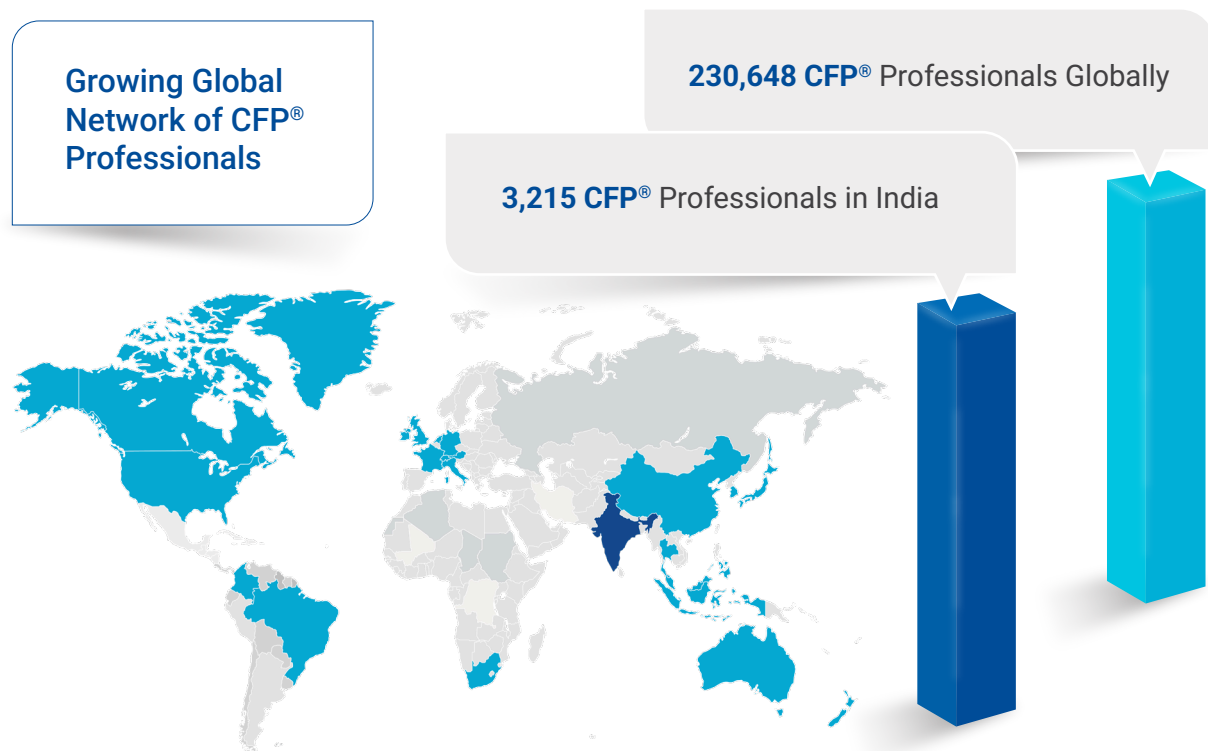 Growing Global
Network of CFP®
Professionals
230,648 CFP® Professionals Globally
3,215 CFP® Professionals in India